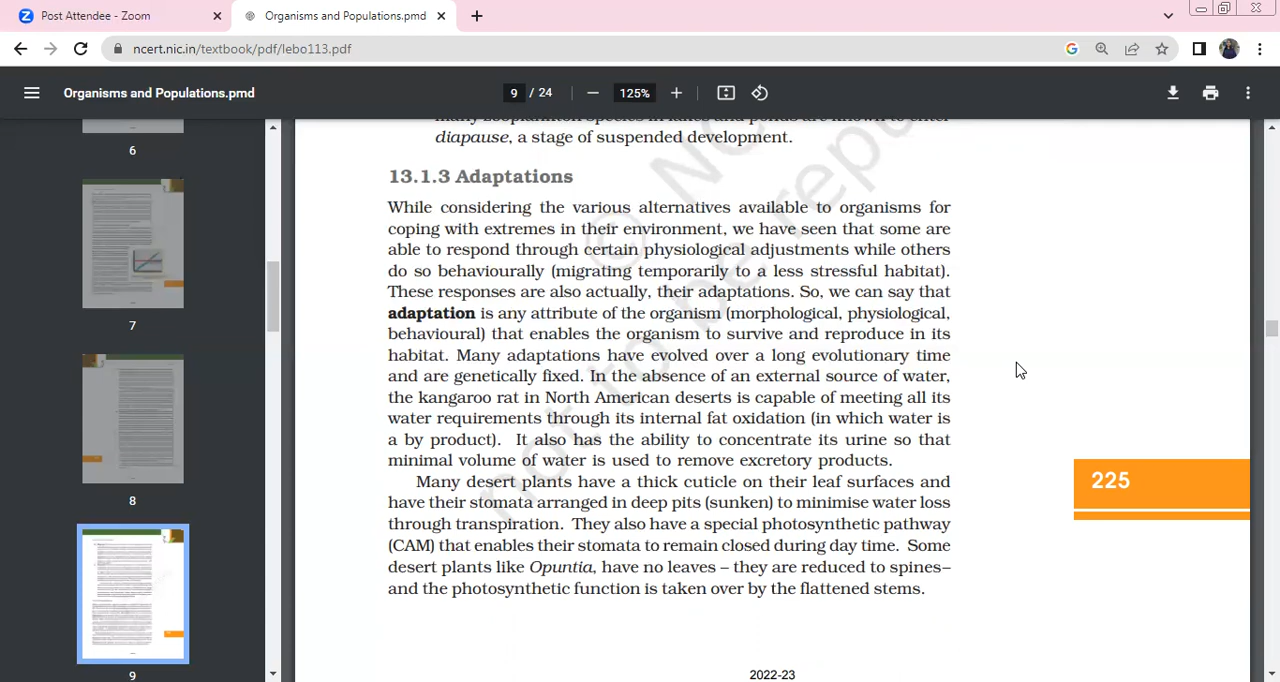 Post Attendee - Zoom
Organisms and Populations.pmd
ncert.nic.in/textbook/pdf/lebo113.pdf
Organisms and Populations.pmd
9 / 24
125%
6
7
8
9
many zooplankton species in lakes and ponds are known to enter
diapause, a stage of suspended development.
13.1.3 Adaptations
While considering the various alternatives available to organisms for
coping with extremes in their environment, we have seen that some are
able to respond through certain physiological adjustments while others
do so behaviourally (migrating temporarily to a less stressful habitat).
These responses are also actually, their adaptations. So, we can say that
adaptation is any attribute of the organism (morphological, physiological,
behavioural) that enables the organism to survive and reproduce in its
habitat. Many adaptations have evolved over a long evolutionary time
and are genetically fixed. In the absence of an external source of water,
the kangaroo rat in North American deserts is capable of meeting all its
water requirements through its internal fat oxidation (in which water is
a by product). It also has the ability to concentrate its urine so that
minimal volume of water is used to remove excretory products.
Many desert plants have a thick cuticle on their leaf surfaces and
have their stomata arranged in deep pits (sunken) to minimise water loss
through transpiration. They also have a special photosynthetic pathway
(CAM) that enables their stomata to remain closed during day time. Some
desert plants like Opuntia, have no leaves – they are reduced to spines–
and the photosynthetic function is taken over by the flattened stems.
225
2022-23
© NC
not to be repu